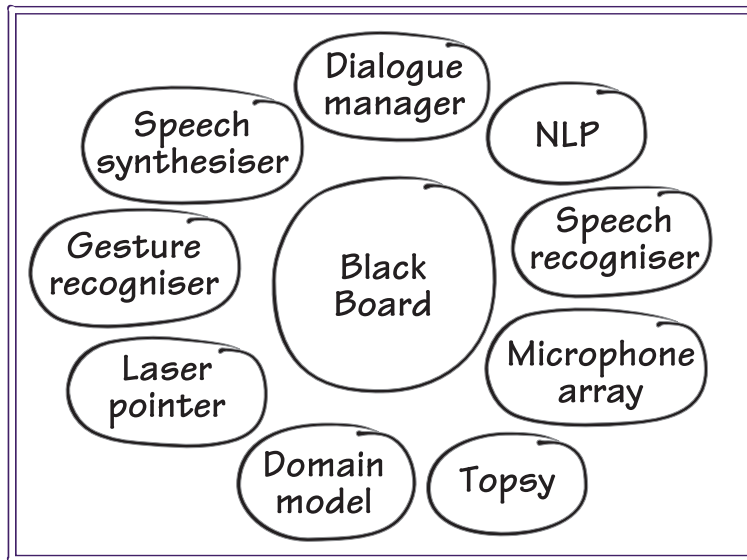 Dialogue
manager
NLP
Speech
synthesiser
Speech
recogniser
Gesture
recogniser
Black
Board
Microphone
array
Laser
pointer
Domain
model
Topsy